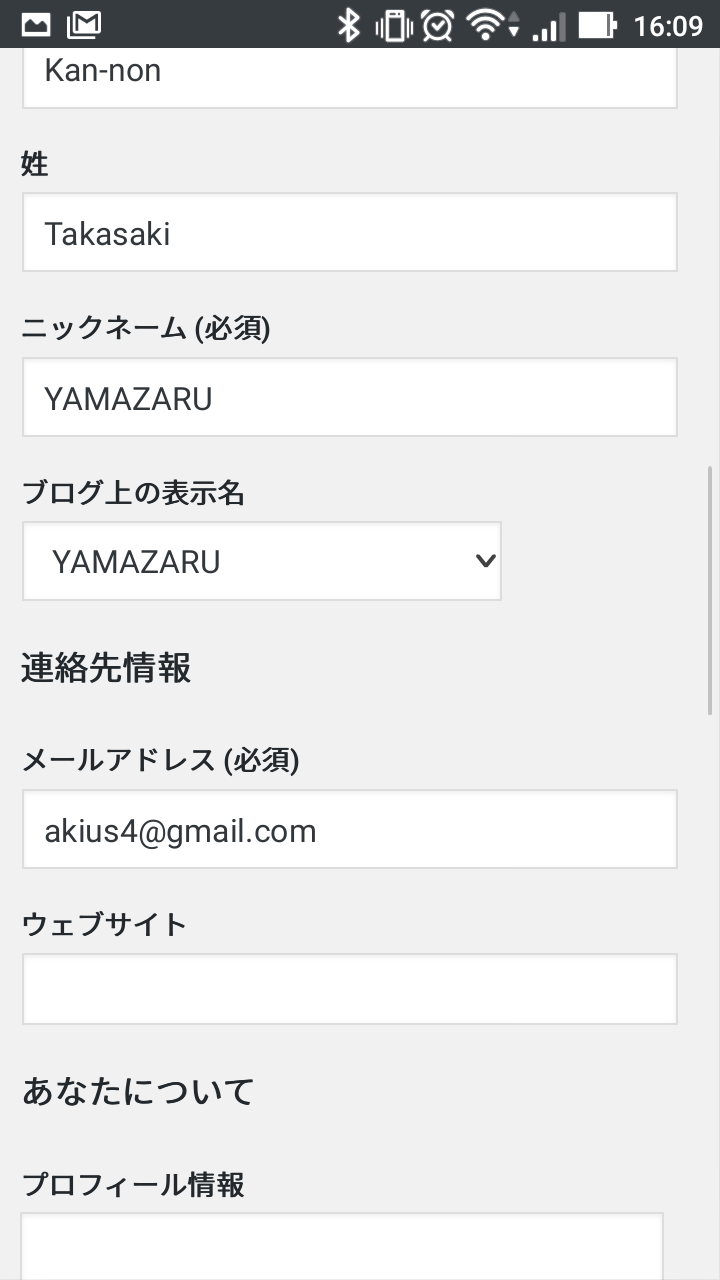 16:09
Kan-non
姓
Takasaki
ニックネーム (必須)
YAMAZARU
ブログ上の表示名
YAMAZARU
連絡先情報
メールアドレス (必須)
akius4@gmail.com
ウェブサイト
あなたについて
プロフィール情報